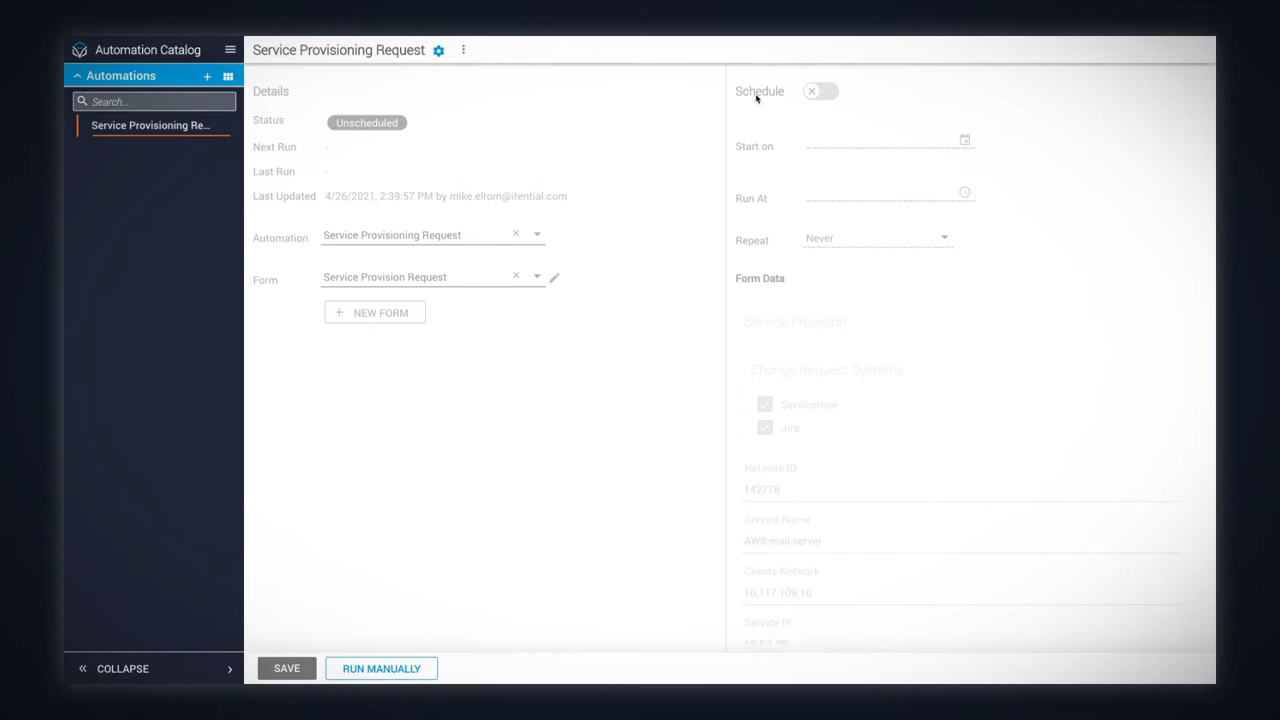 Automation Catalog
Service Provisioning Request
Automations
Search...
Service Provisioning Re...
Details
Status
Unscheduled
Next Run
-
Last Run
-
Last Updated
4/26/2021, 2:39:57 PM by mike.elrom@itential.com
Automation
Service Provisioning Request
Form
Service Provision Request
+ NEW FORM
Schedule
Start on
Run At
Repeat
Never
Form Data
Service Provision
Change Request Systems
ServiceNow
Jira
Network ID
142778
Service Name
AWS-mail-server
Clients Network
10.117.109.10
Service IP
COLLAPSE
SAVE
RUN MANUALLY